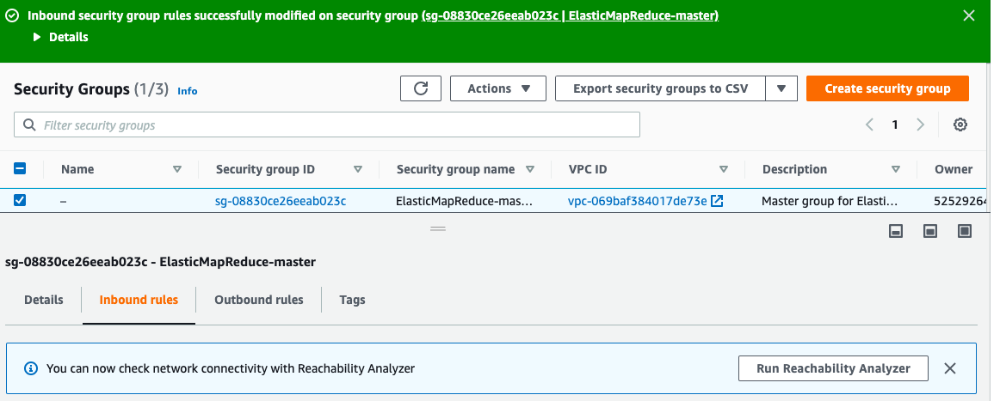 Inbound security group rules successfully modified on security group (sg-08830ce26eeab023c | ElasticMapReduce-master)
Details
Security Groups (1/3) Info Actions Export security groups to CSV Create security group
Filter security groups 1
Name Security group ID Security group name VPC ID Description Owner
– sg-08830ce26eeab023c ElasticMapReduce-mas... vpc-069baf384017de73e Master group for Elasti... 52529264
sg-08830ce26eeab023c - ElasticMapReduce-master
Details Inbound rules Outbound rules Tags
You can now check network connectivity with Reachability Analyzer Run Reachability Analyzer